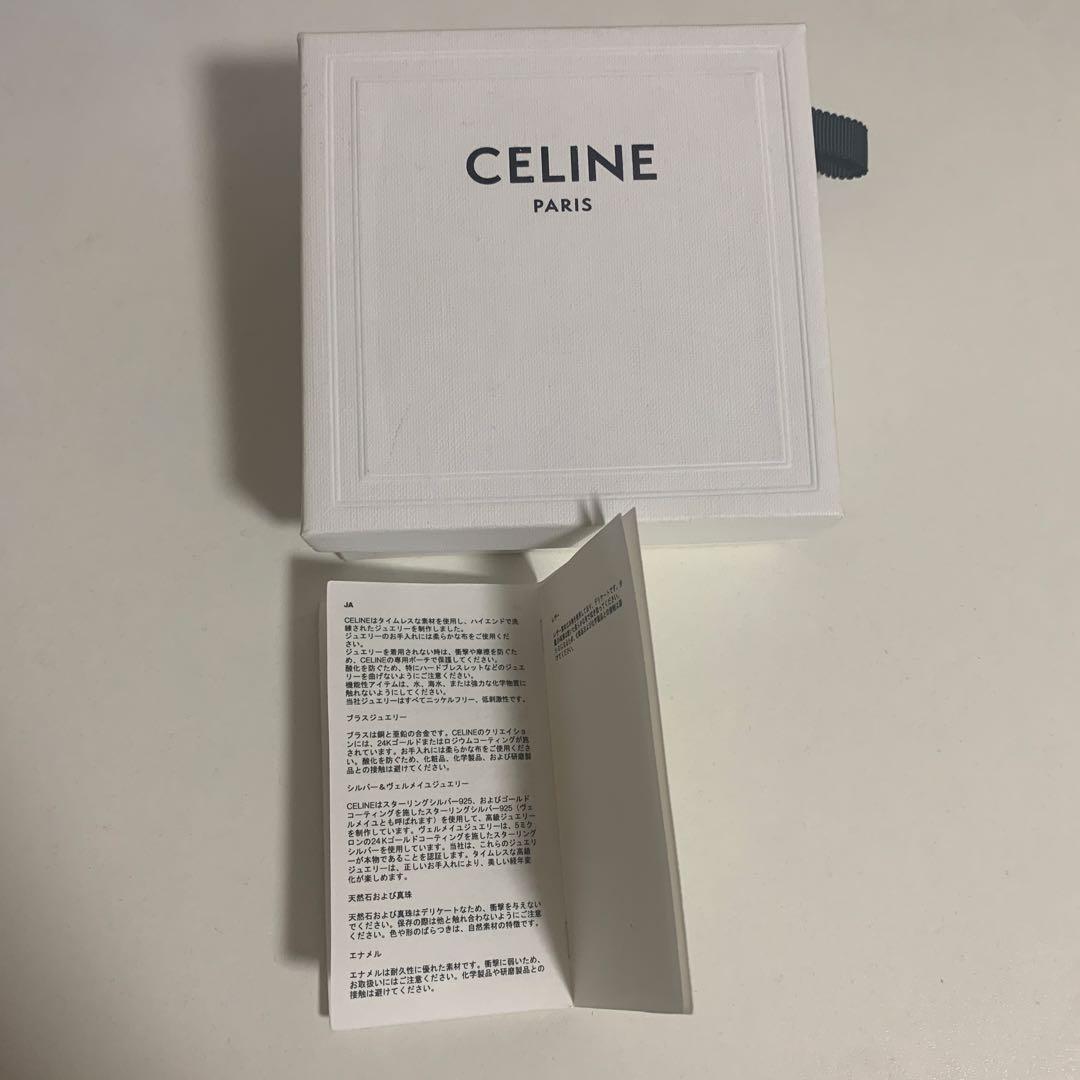 CELINE
PARIS
JA
CELINEはタイムレスな素材を使用し、ハイエンドで洗
練されたジュエリーを制作しました。
ジュエリーのお手入れには柔らかな布をご使用くだ
さい。
ジュエリーを着用されない時は、衝撃や摩擦を防ぐた
め、CELINEの専用ポーチで保護してください。
酸化を防ぐため、特にハードブレスレットなどのジュエ
リーを曲げないようにご注意ください。
機能性アイテムは、水、海水、または強力な化学物質に
触れないようにしてください。
当社ジュエリーはすべてニッケルフリー、低刺激性です。
ブラスジュエリー
ブラスは銅と亜鉛の合金です。CELINEのクリエイショ
ンには、24Kゴールドまたはロジウムコーティングが施
されています。お手入れには柔らかな布をご使用くださ
い。酸化を防ぐため、化粧品、化学製品、および研磨製
品との接触は避けてください。
シルバー＆ヴェルメイユジュエリー
CELINEはスターリングシルバー925、およびゴールド
コーティングを施したスターリングシルバー925（ヴェ
ルメイユとも呼ばれます）を使用して、高級ジュエリー
を制作しています。ヴェルメイユジュエリーは、5ミク
ロンの24Kゴールドコーティングを施したスターリング
シルバーを使用しています。当社は、これらのジュエリ
ーが本物であることを認証します。タイムレスな高級
ジュエリーは、正しいお手入れにより、美しい経年変
化が楽しめます。
天然石および真珠
天然石および真珠はデリケートなため、衝撃を与えない
でください。保存の際は他と触れ合わないようにご注意
ください。色や形のばらつきは、自然素材の特徴です。
エナメル
エナメルは耐久性に優れた素材です。衝撃に弱いため、
お取扱いにはご注意ください。化学製品や研磨製品との
接触は避けてください。
レザー